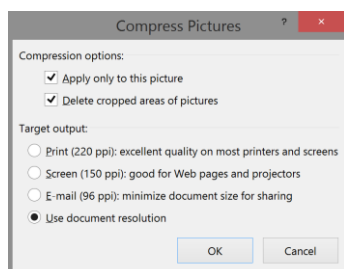 Compress Pictures ? ×
Compression options:
Apply only to this picture
Delete cropped areas of pictures
Target output:
Print (220 ppi): excellent quality on most printers and screens
Screen (150 ppi): good for Web pages and projectors
E-mail (96 ppi): minimize document size for sharing
Use document resolution
OK Cancel